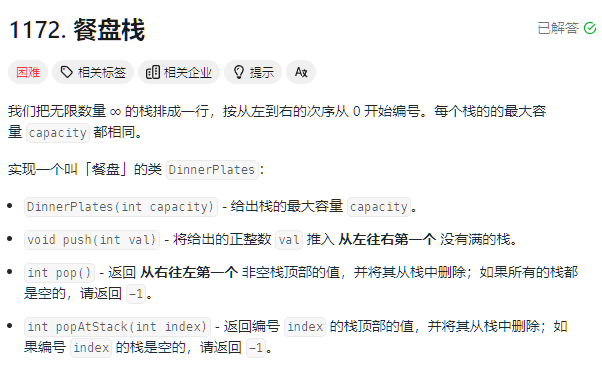 1172. 餐盘栈
已解答
困难 相关标签 相关企业 提示 Aあ
我们把无限数量 ∞ 的栈排成一行，按从左到右的次序从 0 开始编号。每个栈的的最大容
量 capacity 都相同。
实现一个叫「餐盘」的类 DinnerPlates：
• DinnerPlates(int capacity) - 给出栈的最大容量 capacity。
• void push(int val) - 将给出的正整数 val 推入 从左往右第一个 没有满的栈。
• int pop() - 返回 从右往左第一个 非空栈顶部的值，并将其从栈中删除；如果所有的栈都
是空的，请返回 -1。
• int popAtStack(int index) - 返回编号 index 的栈顶部的值，并将其从栈中删除；如
果编号 index 的栈是空的，请返回 -1。